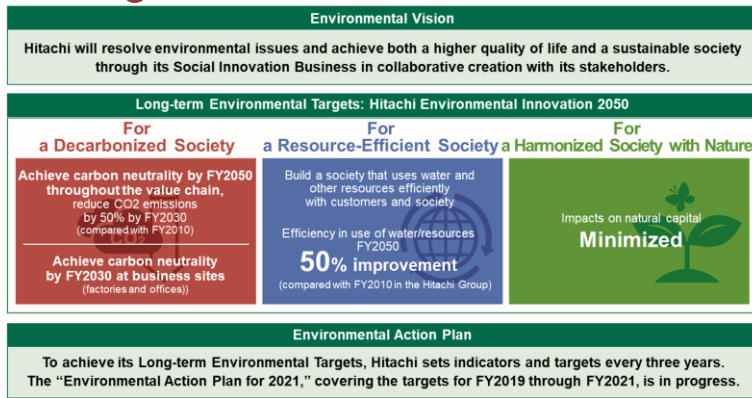 Environmental Vision
Hitachi will resolve environmental issues and achieve both a higher quality of life and a sustainable society
through its Social Innovation Business in collaborative creation with its stakeholders.
Long-term Environmental Targets: Hitachi Environmental Innovation 2050
For
a Decarbonized Society
Achieve carbon neutrality by FY2050
throughout the value chain,
reduce CO2 emissions
by 50% by FY2030
(compared with FY2010)
Achieve carbon neutrality
by FY2030 at business sites
(factories and offices))
CO2
For
a Resource-Efficient Society
Build a society that uses water and
other resources efficiently
with customers and society
Efficiency in use of water/resources
FY2050
50% improvement
(compared with FY2010 in the Hitachi Group)
For
a Harmonized Society with Nature
Impacts on natural capital
Minimized
Environmental Action Plan
To achieve its Long-term Environmental Targets, Hitachi sets indicators and targets every three years.
The “Environmental Action Plan for 2021,” covering the targets for FY2019 through FY2021, is in progress.